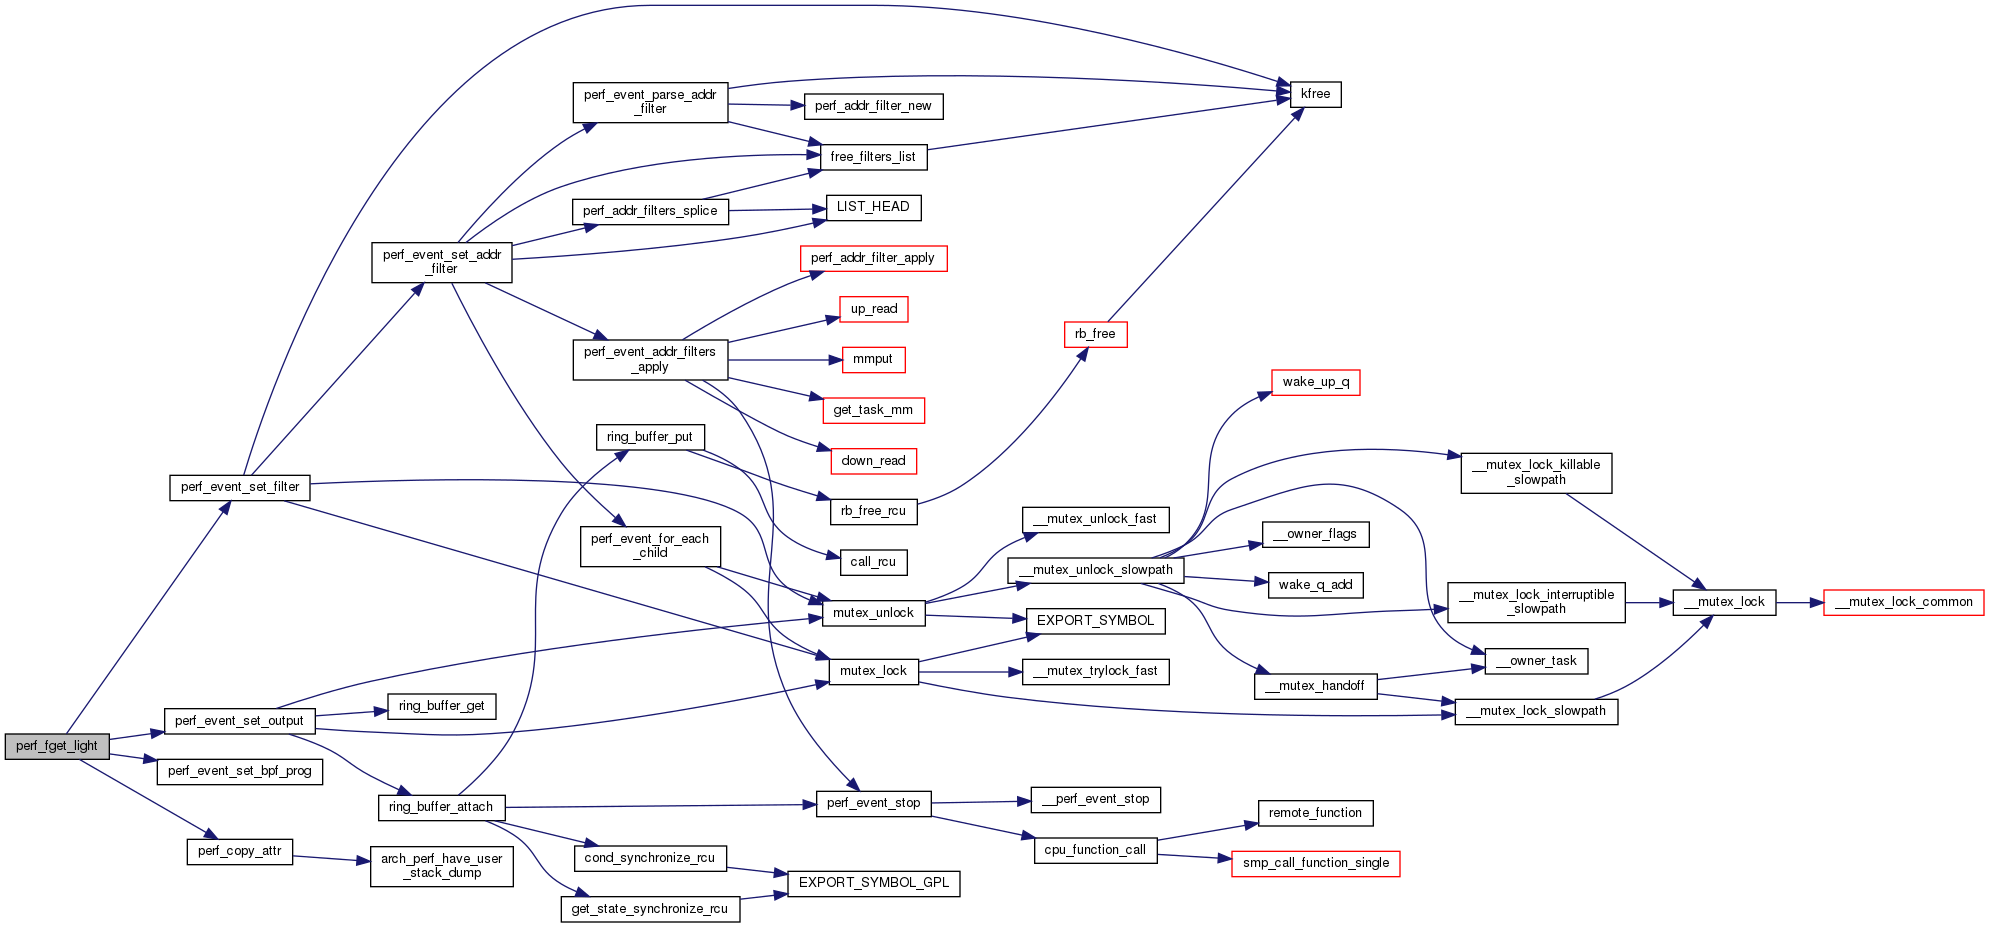 perf_fget_light
perf_event_set_filter
perf_event_set_output
perf_event_set_bpf_prog
perf_copy_attr
perf_event_set_addr
_filter
ring_buffer_get
ring_buffer_attach
arch_perf_have_user
_stack_dump
perf_event_parse_addr
_filter
perf_addr_filters_splice
perf_event_addr_filters
_apply
ring_buffer_put
perf_event_for_each
_child
cond_synchronize_rcu
get_state_synchronize_rcu
perf_addr_filter_new
free_filters_list
LIST_HEAD
perf_addr_filter_apply
up_read
mmput
get_task_mm
down_read
rb_free_rcu
call_rcu
mutex_unlock
mutex_lock
perf_event_stop
EXPORT_SYMBOL_GPL
rb_free
__mutex_unlock_fast
__mutex_unlock_slowpath
EXPORT_SYMBOL
__mutex_trylock_fast
__perf_event_stop
cpu_function_call
kfree
wake_up_q
__owner_flags
wake_q_add
__mutex_handoff
remote_function
smp_call_function_single
__mutex_lock_killable
_slowpath
__mutex_lock_interruptible
_slowpath
__owner_task
__mutex_lock_slowpath
__mutex_lock
__mutex_lock_common